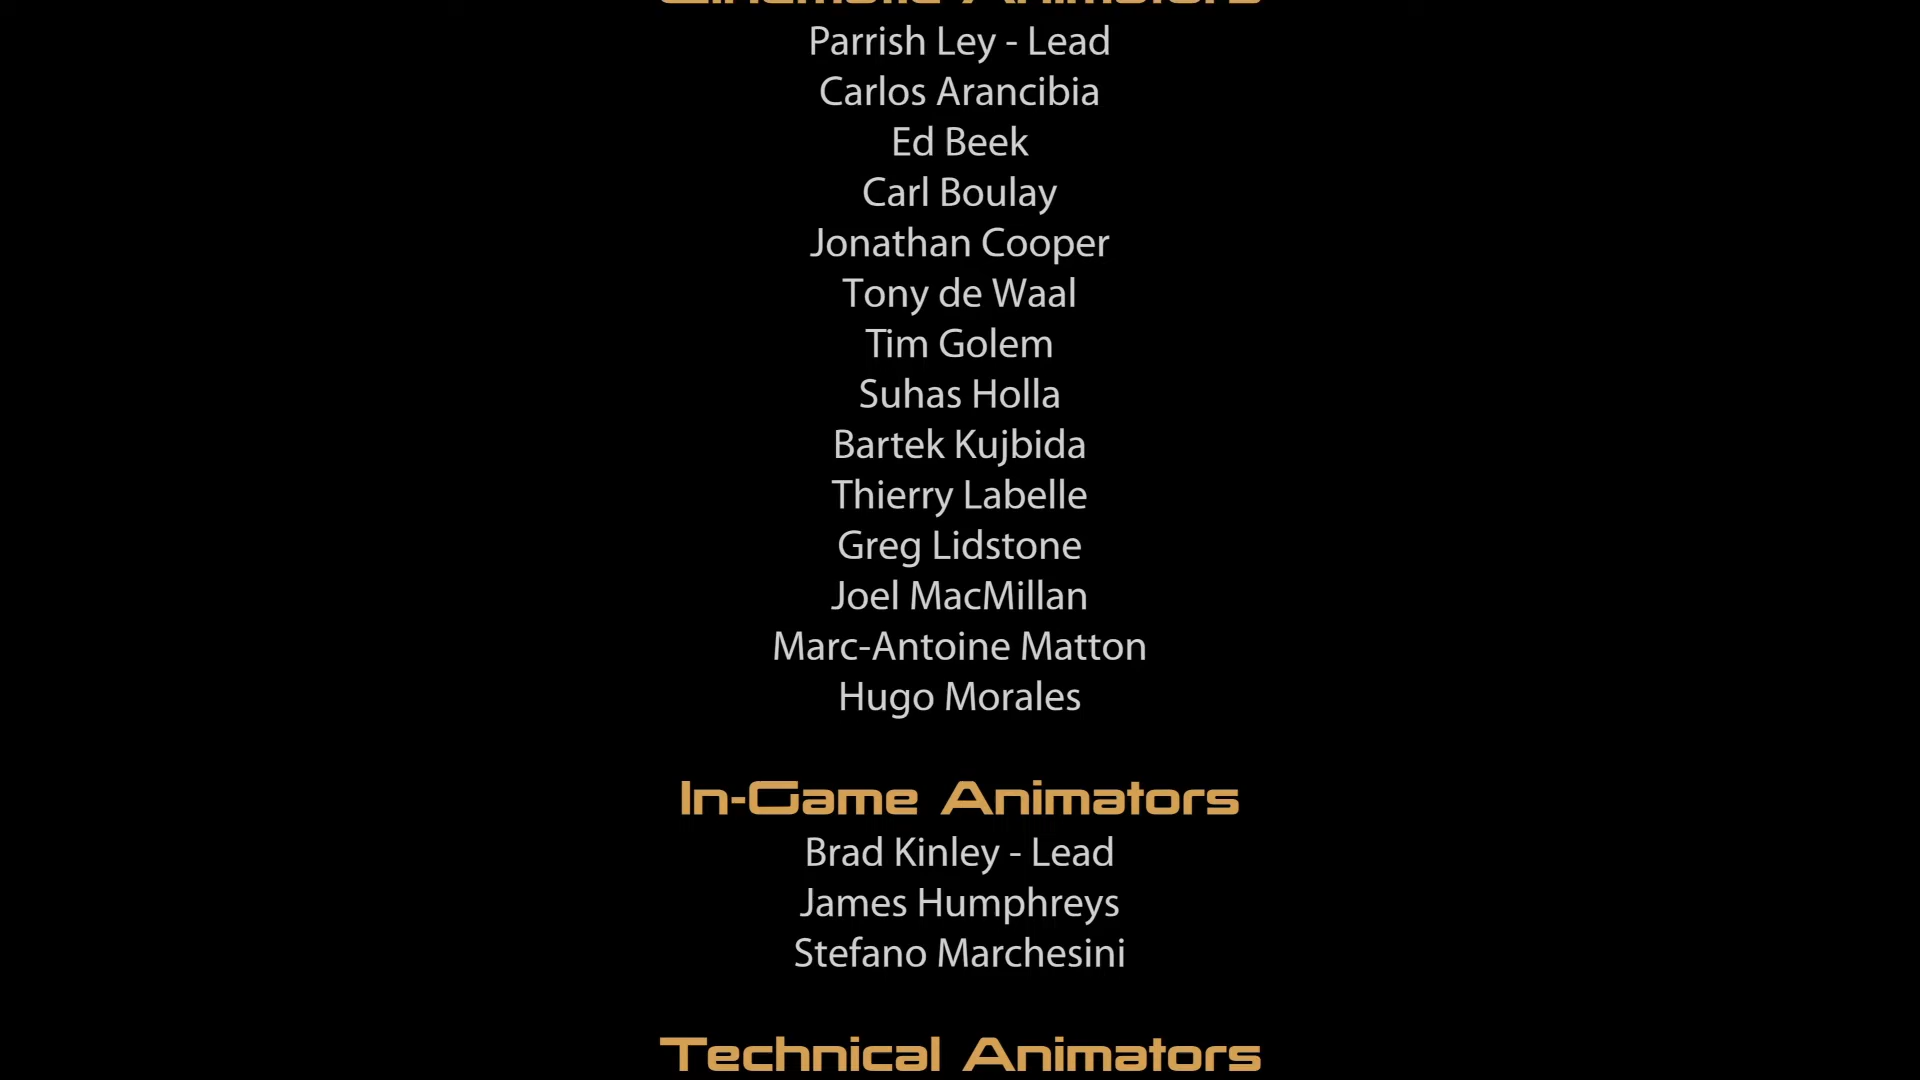 Cinematic Animators
Parrish Ley - Lead
Carlos Arancibia
Ed Beek
Carl Boulay
Jonathan Cooper
Tony de Waal
Tim Golem
Suhas Holla
Bartek Kujbida
Thierry Labelle
Greg Lidstone
Joel MacMillan
Marc-Antoine Matton
Hugo Morales
In-Game Animators
Brad Kinley - Lead
James Humphreys
Stefano Marchesini
Technical Animators